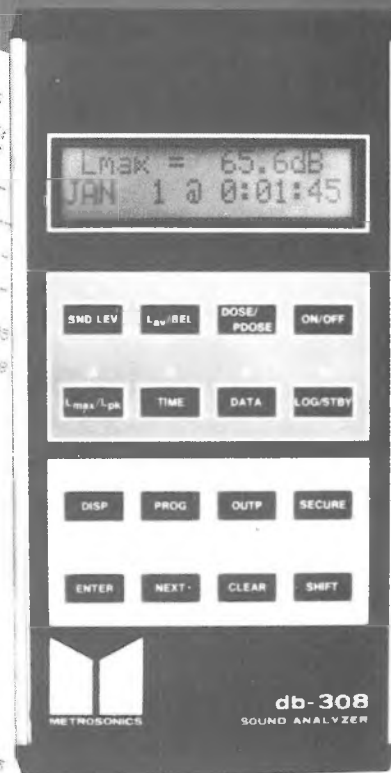 Lmax = 65.6dB
JAN 1 @ 0:01:45
SND LEV Lav/SEL DOSE/PDOSE ON/OFF
Lmax/Lpk TIME DATA LOG/STBY
DISP PROG OUTP SECURE
ENTER NEXT· CLEAR SHIFT
METROSONICS
db-308
SOUND ANALYZER